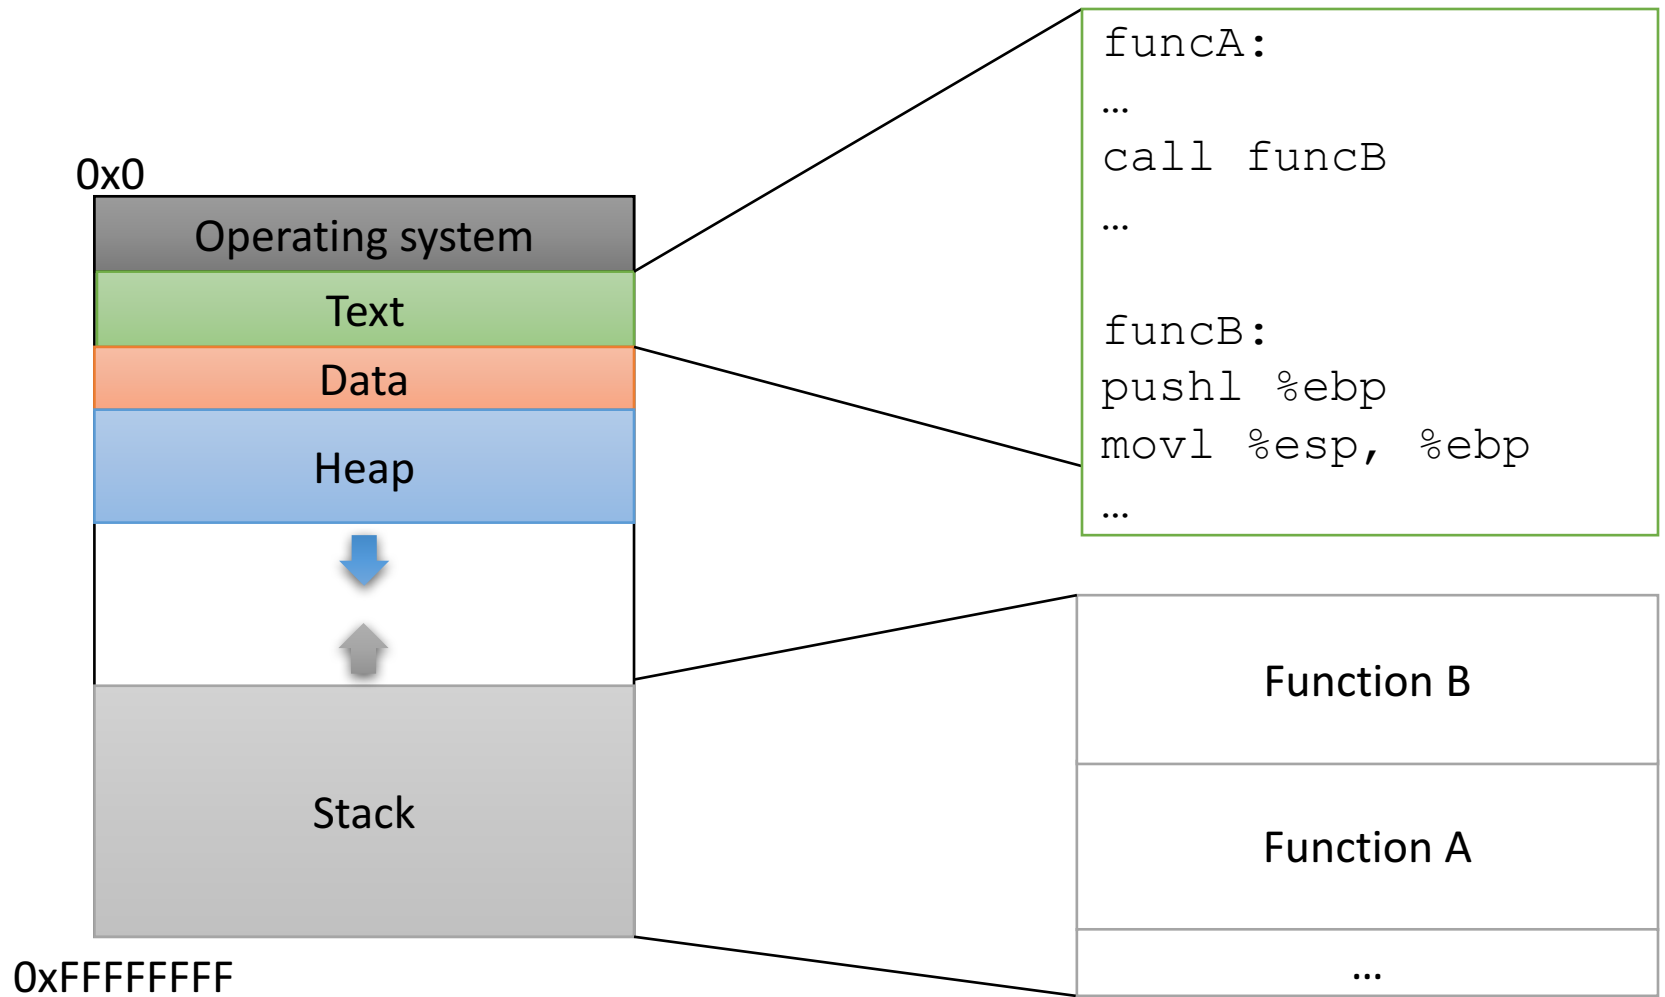 0x0
Operating system
Text
Data
Heap
Stack
0xFFFFFFFF
funcA:
…
call funcB
…
funcB:
pushl %ebp
movl %esp, %ebp
…
Function B
Function A
…